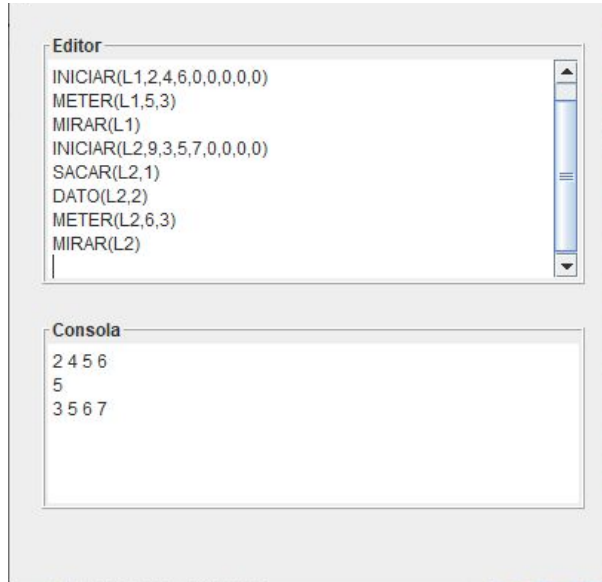 Editor
INICIAR(L1,2,4,6,0,0,0,0,0)
METER(L1,5,3)
MIRAR(L1)
INICIAR(L2,9,3,5,7,0,0,0,0)
SACAR(L2,1)
DATO(L2,2)
METER(L2,6,3)
MIRAR(L2)
Consola
2 4 5 6
5
3 5 6 7